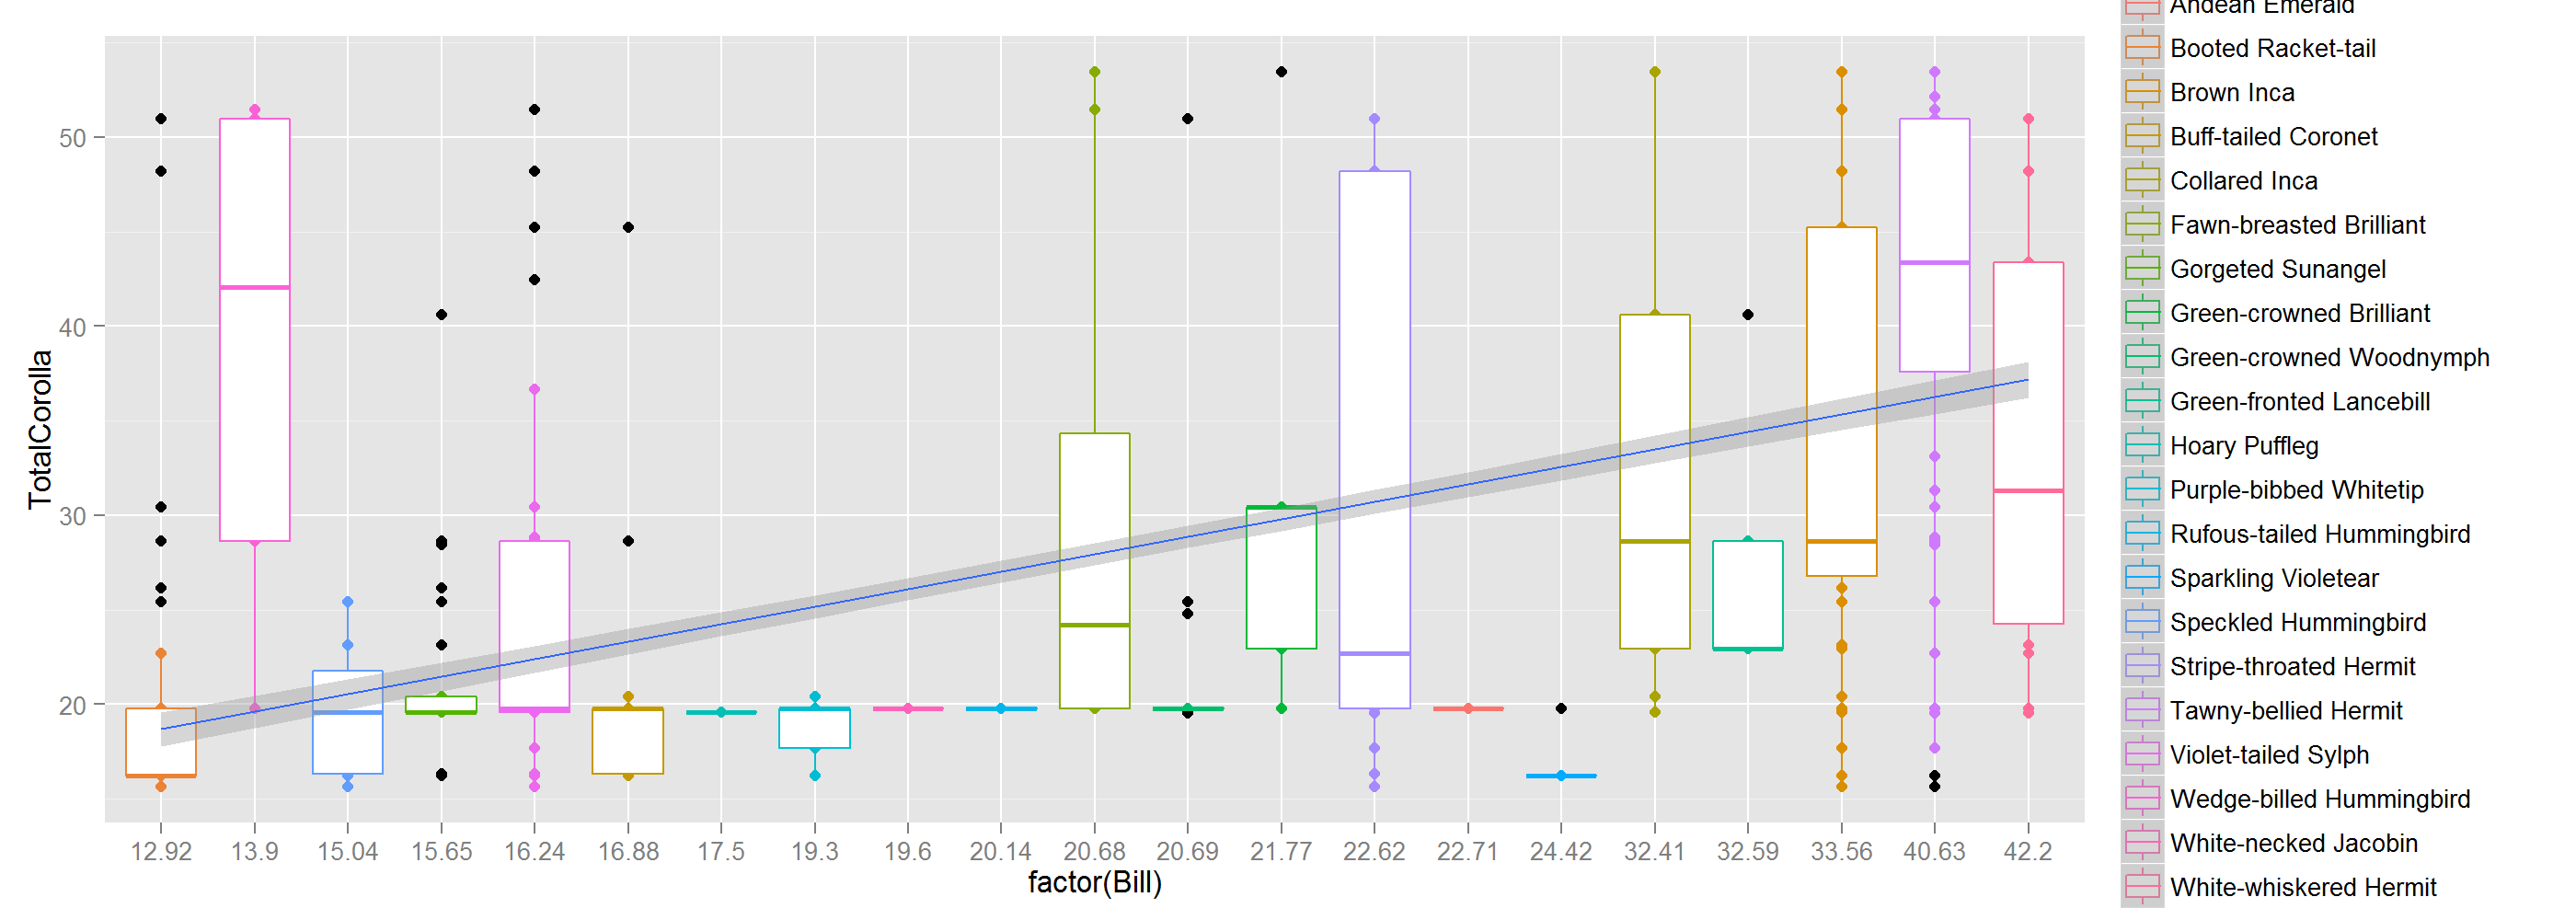 Andean Emerald
Booted Racket-tail
Brown Inca
Buff-tailed Coronet
Collared Inca
Fawn-breasted Brilliant
Gorgeted Sunangel
Green-crowned Brilliant
Green-crowned Woodnymph
Green-fronted Lancebill
Hoary Puffleg
Purple-bibbed Whitetip
Rufous-tailed Hummingbird
Sparkling Violetear
Speckled Hummingbird
Stripe-throated Hermit
Tawny-bellied Hermit
Violet-tailed Sylph
Wedge-billed Hummingbird
White-necked Jacobin
White-whiskered Hermit
TotalCorolla
50
40
30
20
12.92 13.9 15.04 15.65 16.24 16.88 17.5 19.3 19.6 20.14 20.68 20.69 21.77 22.62 22.71 24.42 32.41 32.59 33.56 40.63 42.2
factor(Bill)